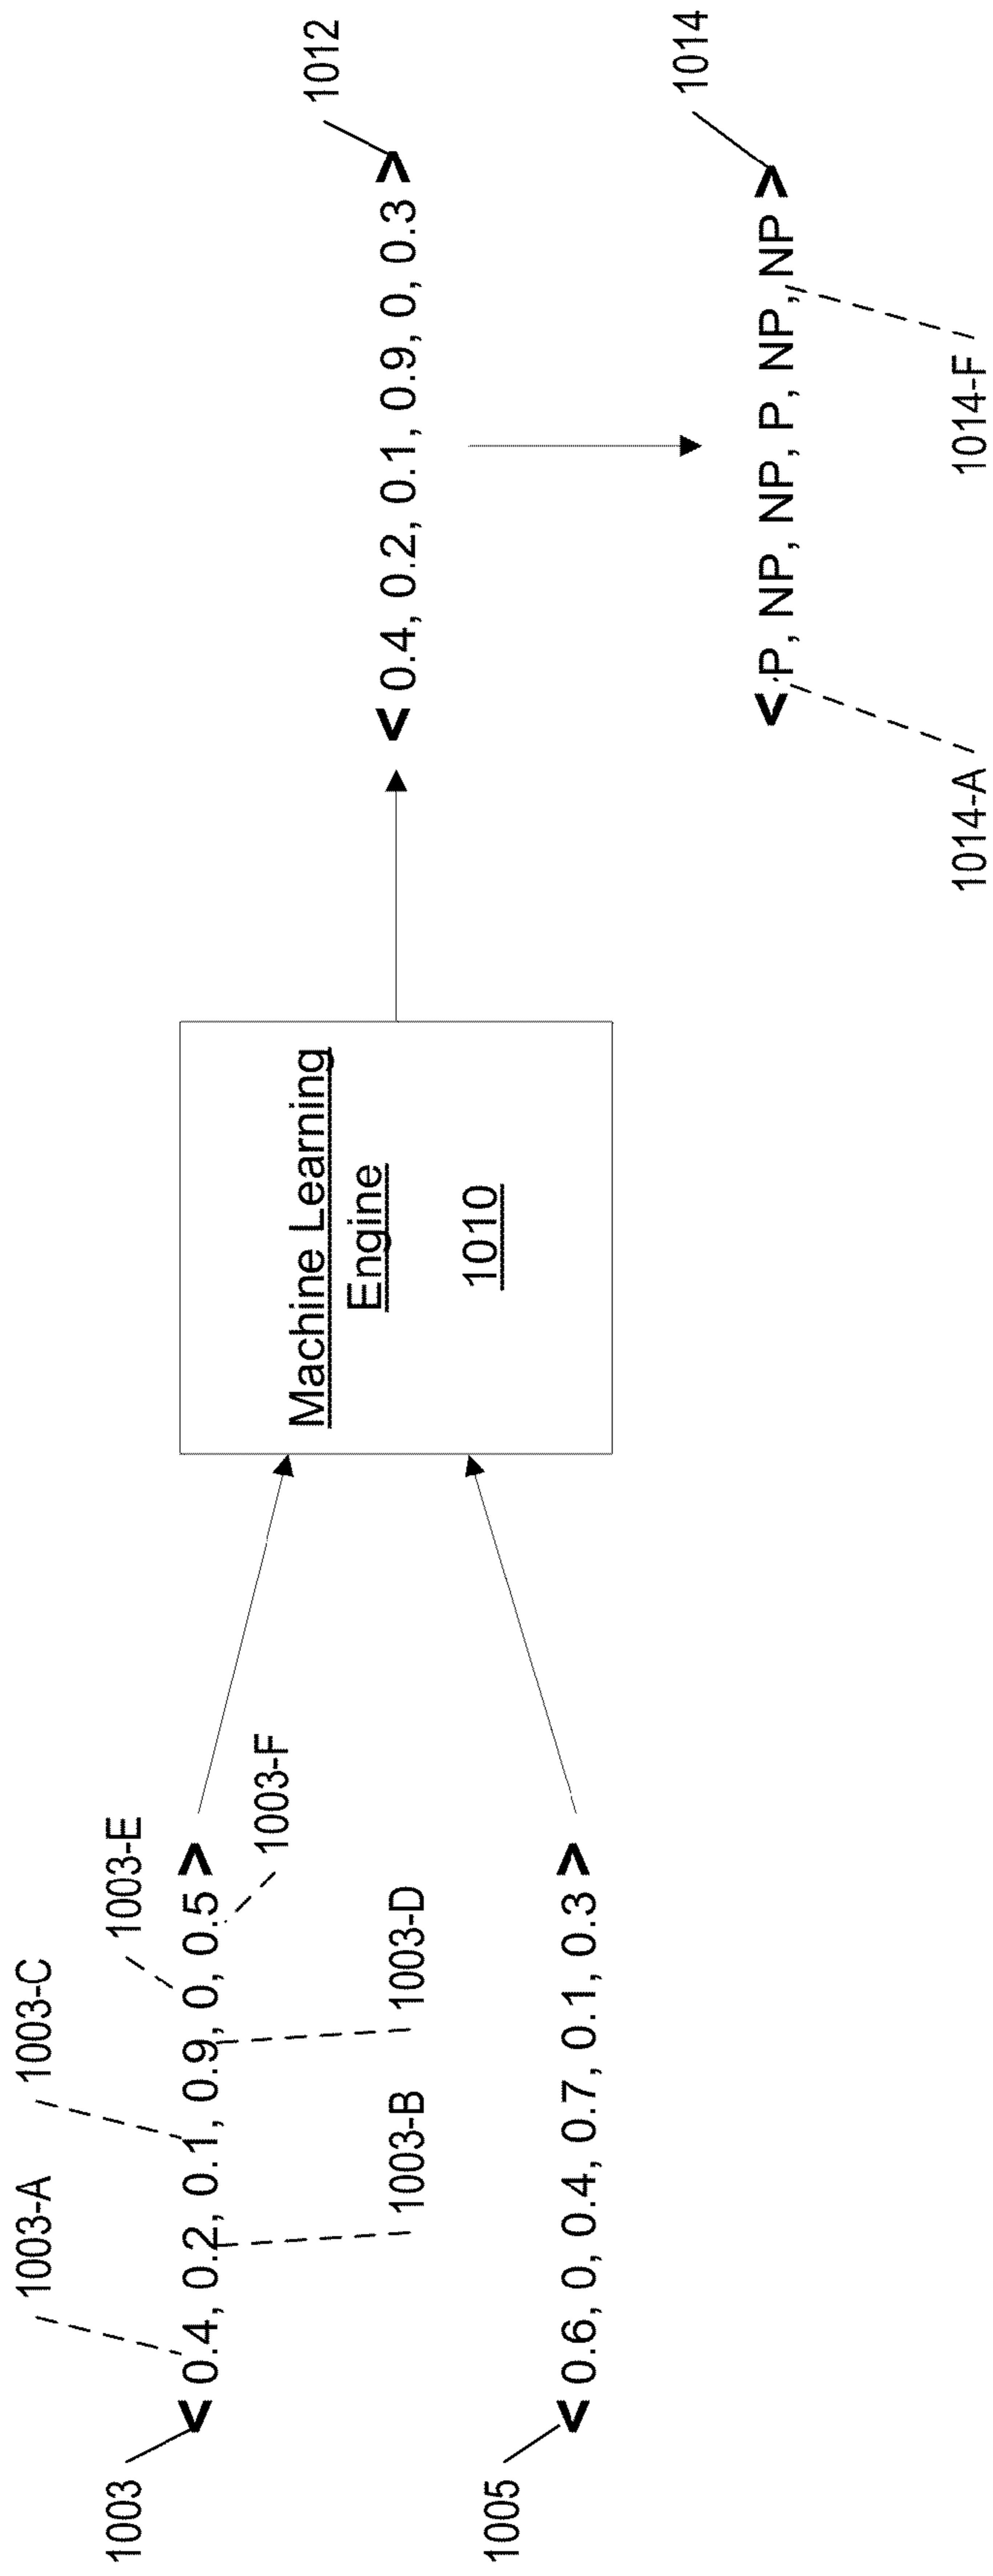 1003-A
1003-C
1003-E
1003
< 0.4, 0.2, 0.1, 0.9, 0, 0.5 >
1003-F
1003-B
1003-D
1005
< 0.6, 0, 0.4, 0.7, 0.1, 0.3 >
Machine Learning
Engine
1010
1012
< 0.4, 0.2, 0.1, 0.9, 0, 0.3 >
1014
< P, NP, NP, P, NP, NP >
1014-A
1014-F